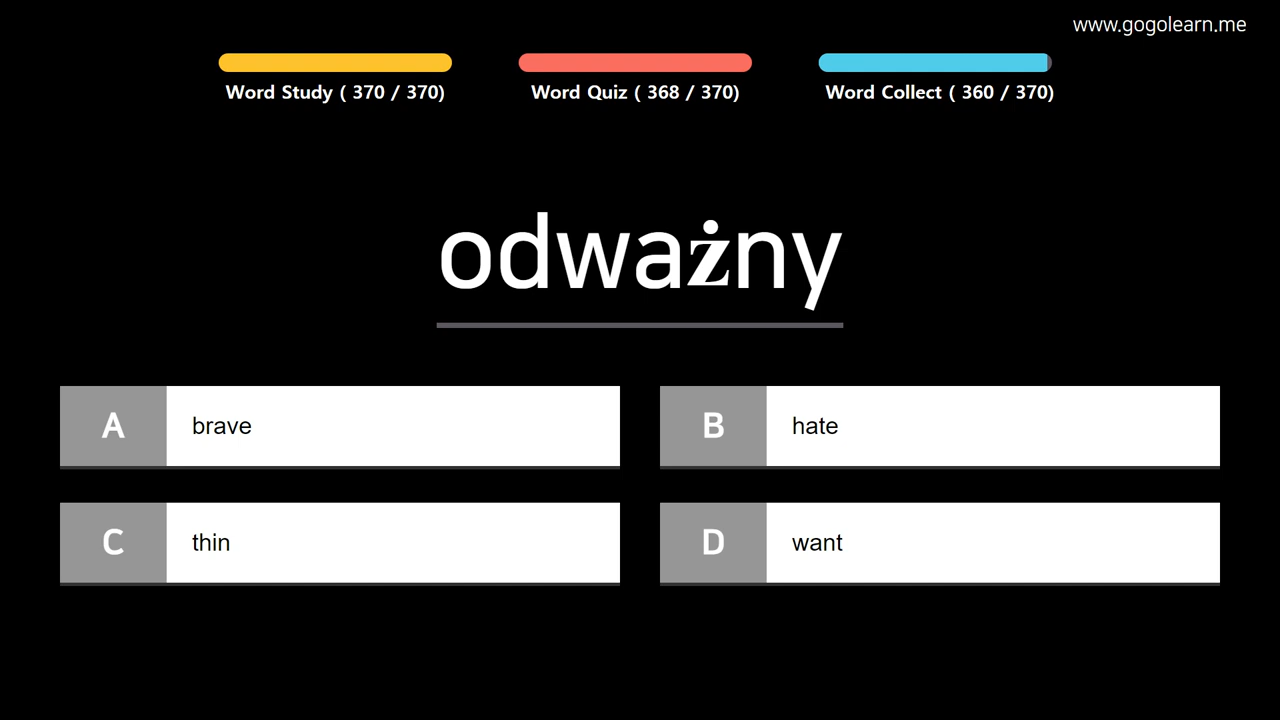 www.gogolearn.me
Word Study ( 370 / 370)
Word Quiz ( 368 / 370)
Word Collect ( 360 / 370)
odważny
A brave
B hate
C thin
D want